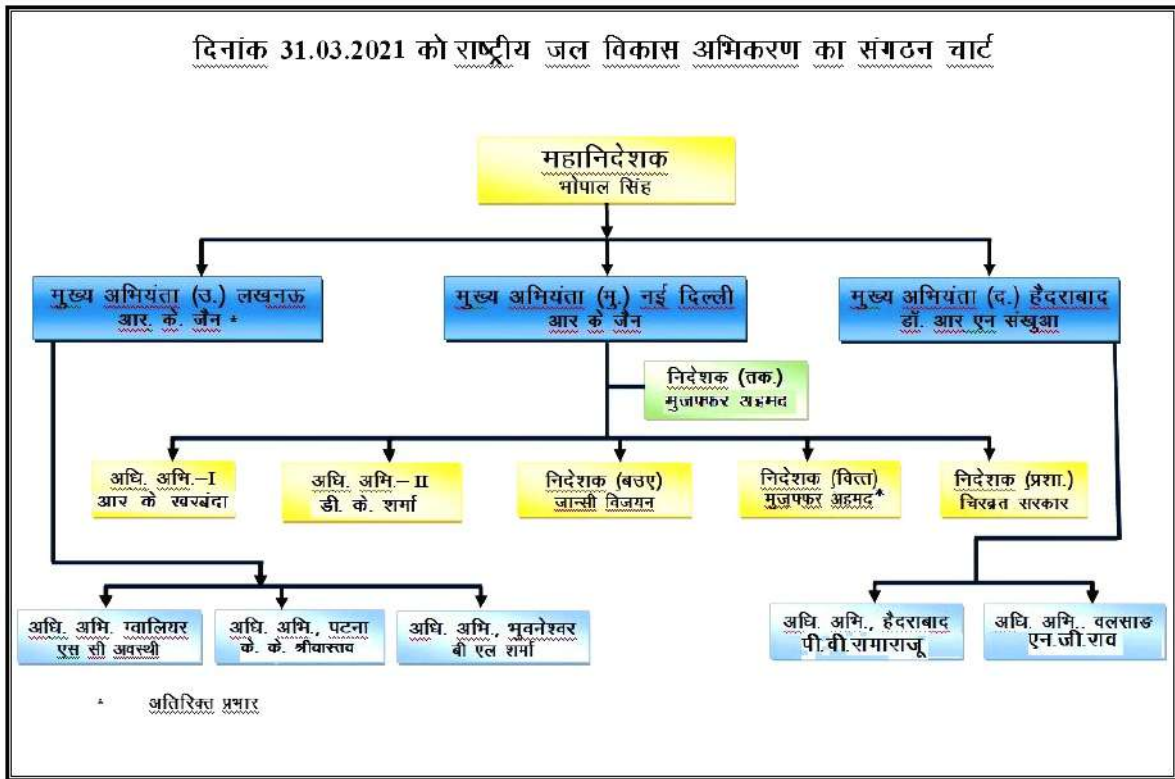 दिनांक 31.03.2021 को राष्ट्रीय जल विकास अभिकरण का संगठन चार्ट
महानिदेशक
भोपाल सिंह
मुख्य अभियंता (उ.) लखनऊ
आर. के. जैन *
मुख्य अभियंता (मु.) नई दिल्ली
आर के जैन
मुख्य अभियंता (द.) हैदराबाद
डॉ. आर एन संखुआ
निदेशक (तक.)
मुजफ्फर अहमद
अधि. अभि.-I
आर के खरबंदा
अधि. अभि.-II
डी. के. शर्मा
निदेशक (बउए)
जान्सी विजयन
निदेशक (वित्त)
मुजफ्फर अहमद*
निदेशक (प्रशा.)
चिरब्रत सरकार
अधि. अभि. ग्वालियर
एस सी अवस्थी
अधि. अभि., पटना
के. के. श्रीवास्तव
अधि. अभि., भुवनेश्वर
बी एल शर्मा
अधि. अभि., हैदराबाद
पी.वी.रामाराजू
अधि. अभि.. वलसाङ
एन.जी.राव
* अतिरिक्त प्रभार